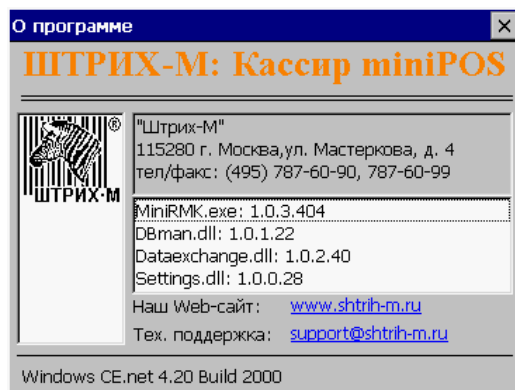 О программе
ШТРИХ-М: Кассир miniPOS
®
ШТРИХ-М
"Штрих-М"
115280 г. Москва,ул. Мастеркова, д. 4
тел/факс: (495) 787-60-90, 787-60-99
MiniRMK.exe: 1.0.3.404
DBman.dll: 1.0.1.22
Dataexchange.dll: 1.0.2.40
Settings.dll: 1.0.0.28
Наш Web-сайт: www.shtrih-m.ru
Тех. поддержка: support@shtrih-m.ru
Windows CE.net 4.20 Build 2000